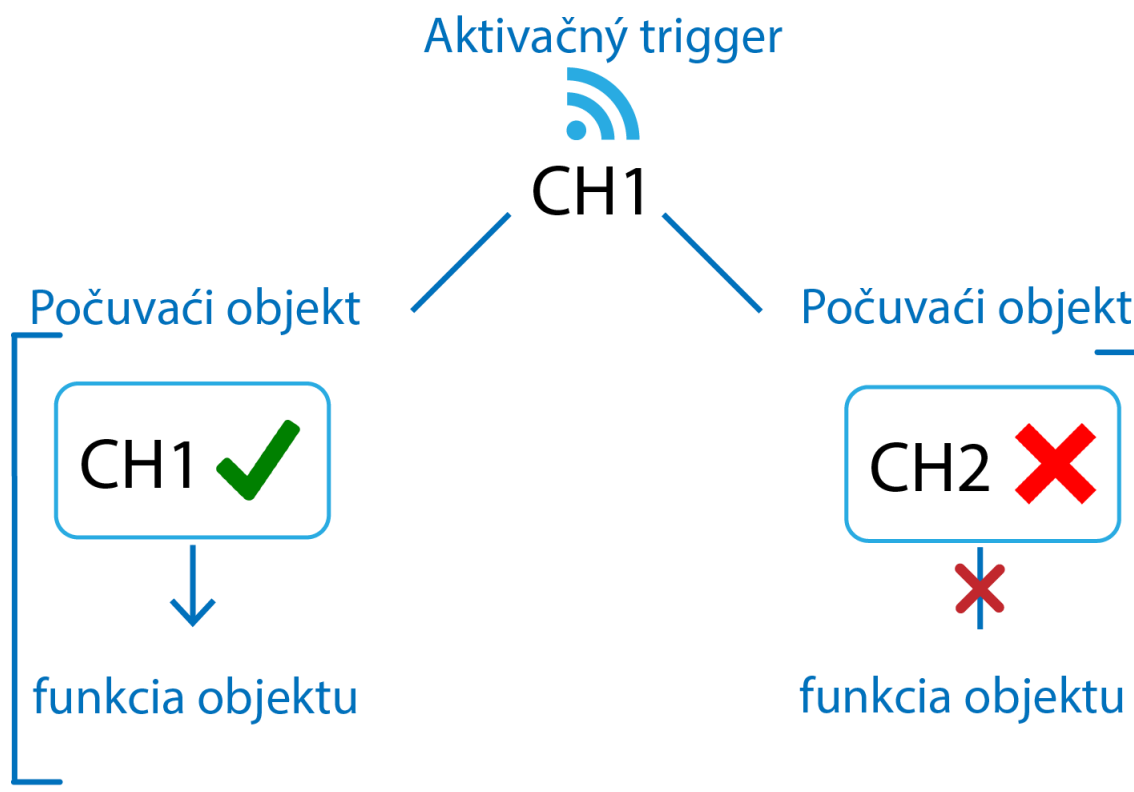 Aktivačný trigger
CH1
Počuvaći objekt
Počuvaći objekt
CH1
CH2
funkcia objektu
funkcia objektu